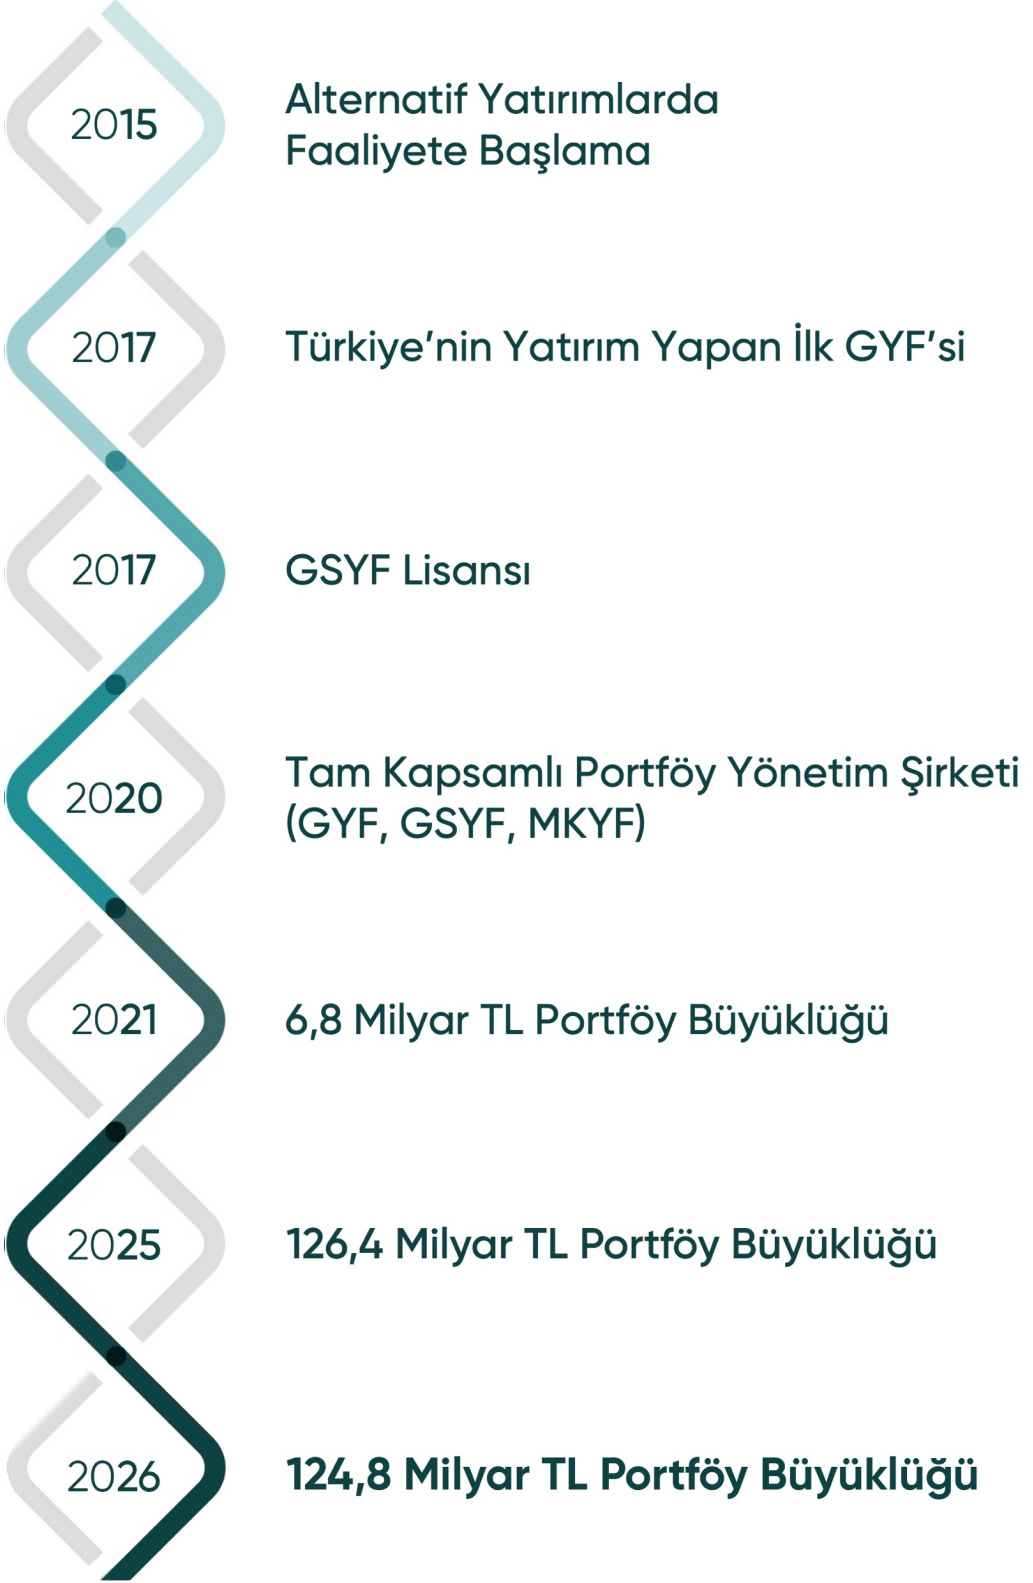 2015
Alternatif Yatırımlarda
Faaliyete Başlama
2017
Türkiye’nin Yatırım Yapan İlk GYF’si
2017
GSYF Lisansı
2020
Tam Kapsamlı Portföy Yönetim Şirketi
(GYF, GSYF, MKYF)
2021
6,8 Milyar TL Portföy Büyüklüğü
2025
126,4 Milyar TL Portföy Büyüklüğü
2026
124,8 Milyar TL Portföy Büyüklüğü